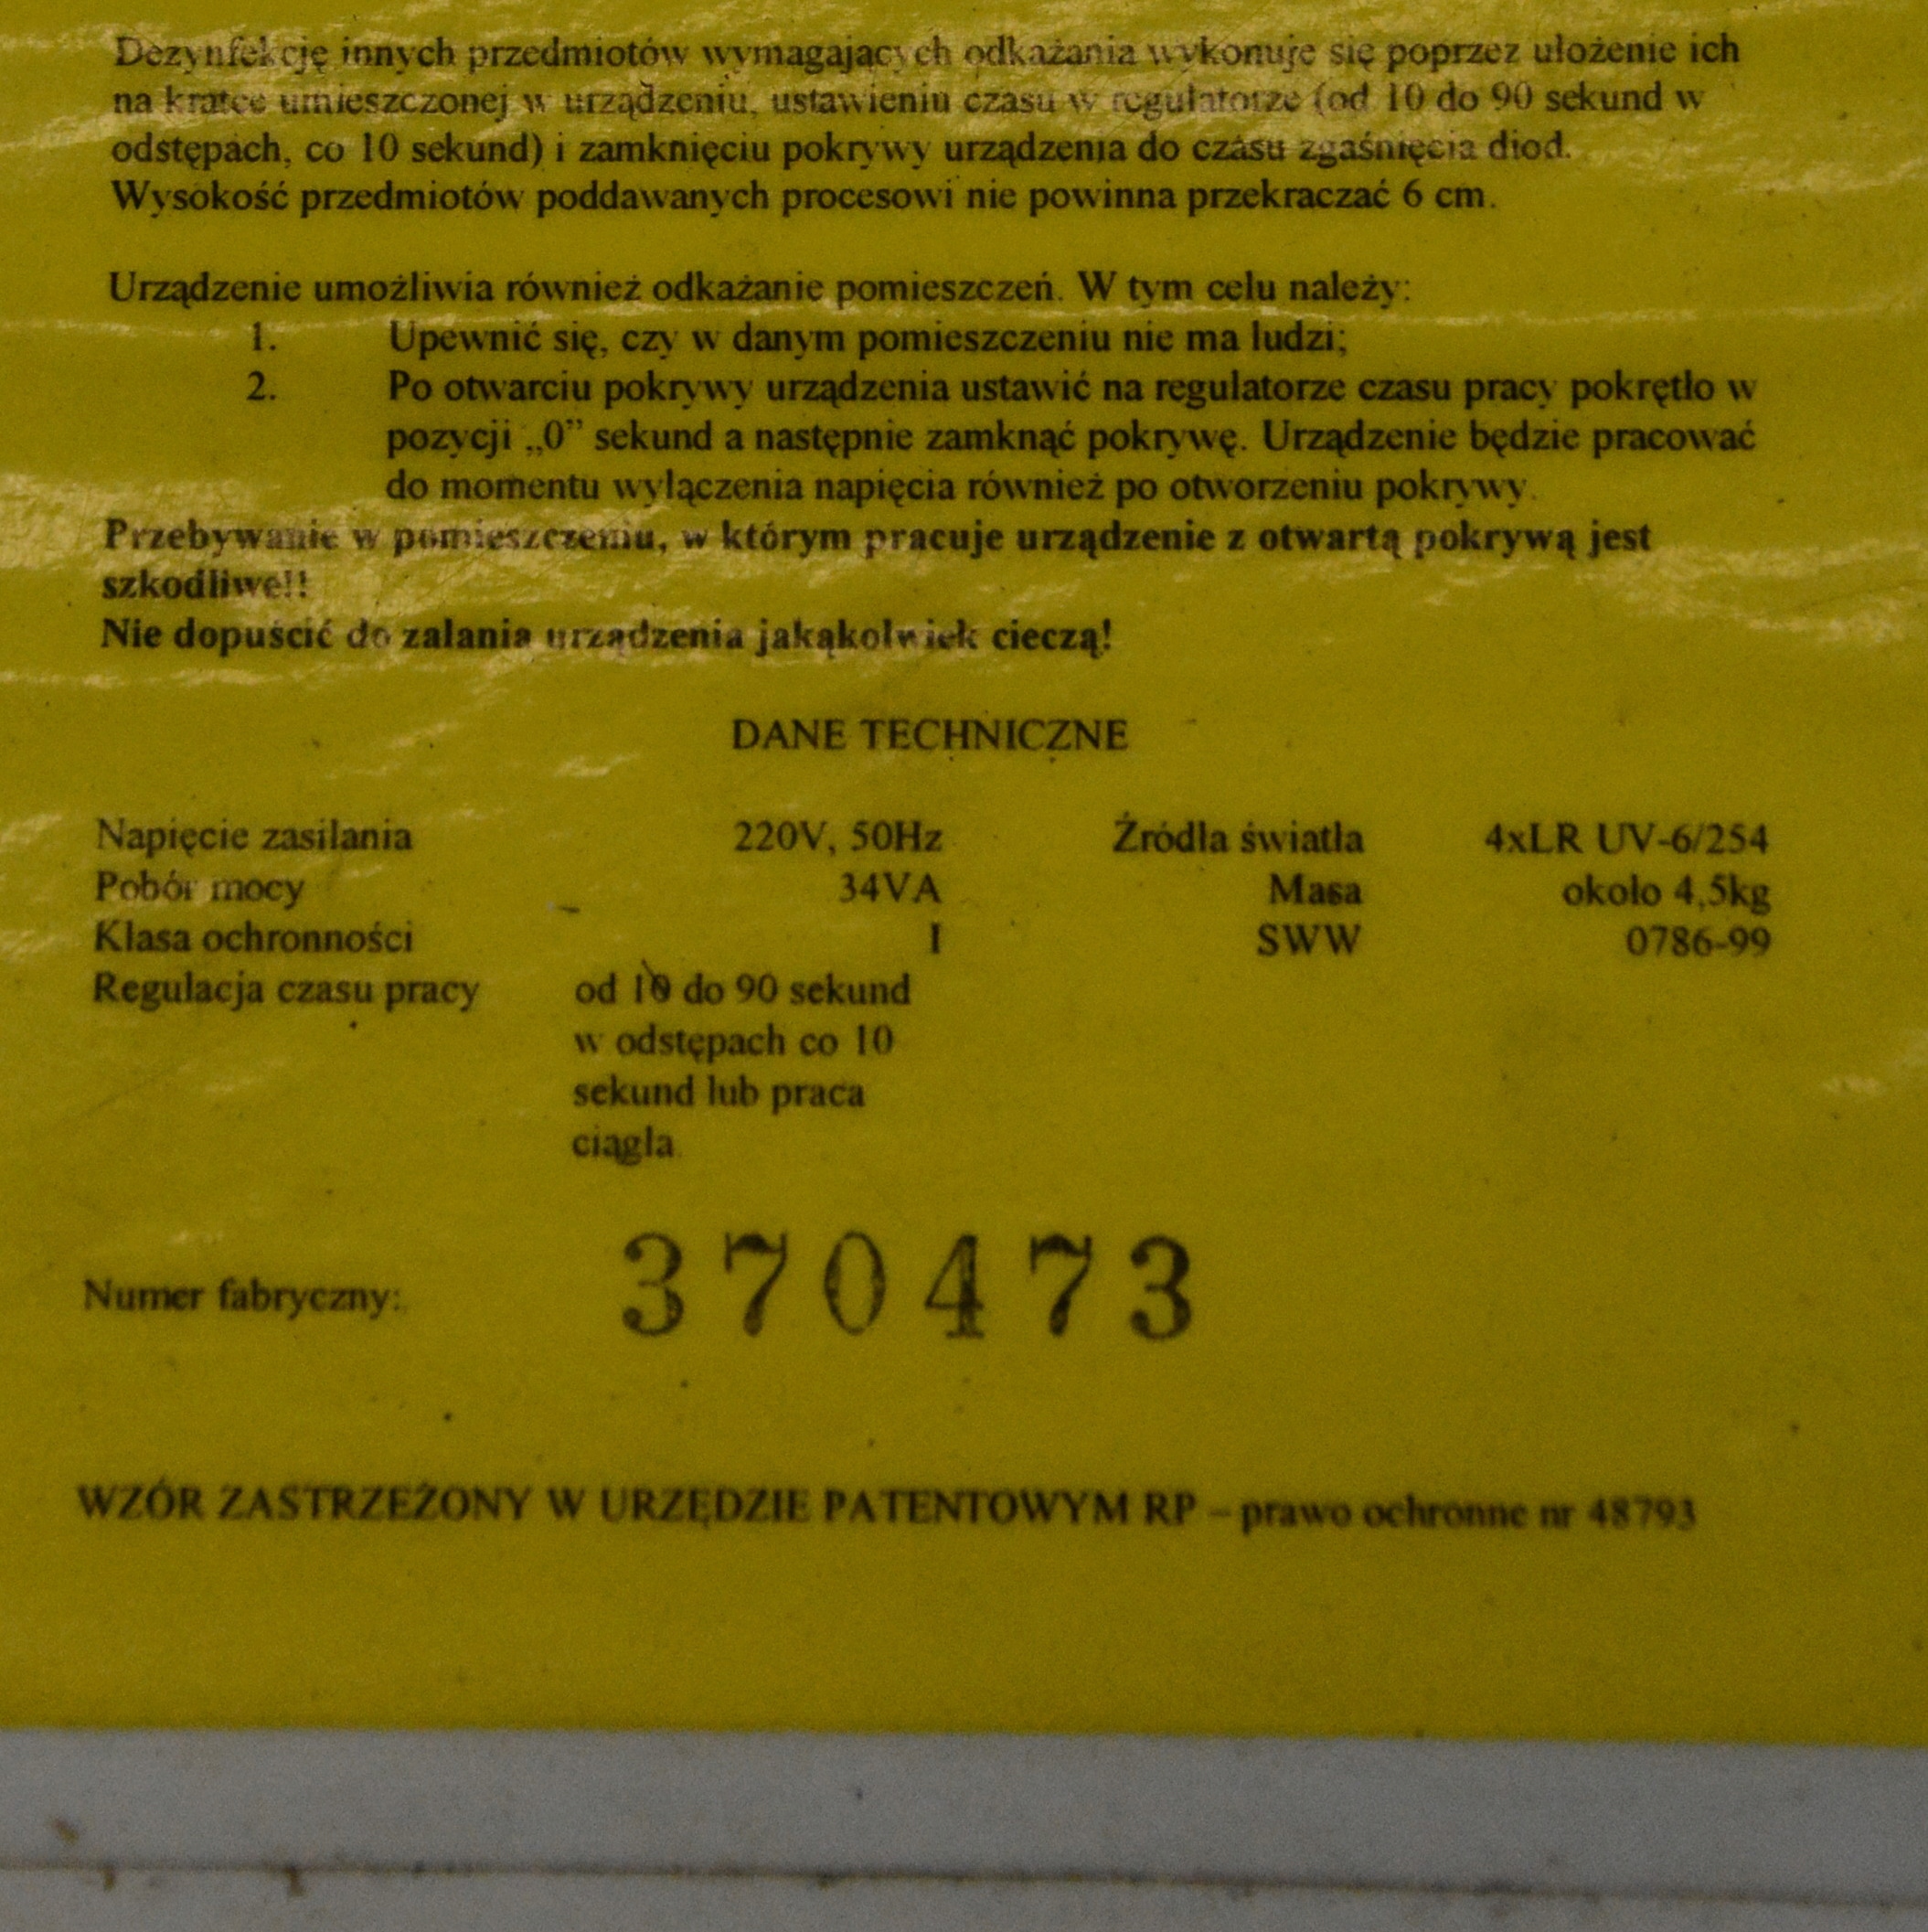 Dezynfekcję innych przedmiotów wymagających odkażania wykonuje się poprzez ułożenie ich
na kratce umieszczonej w urządzeniu, ustawieniu czasu w regulatorze (od 10 do 90 sekund w
odstępach, co 10 sekund) i zamknięciu pokrywy urządzenia do czasu zgaśnięcia diod.
Wysokość przedmiotów poddawanych procesowi nie powinna przekraczać 6 cm.
Urządzenie umożliwia również odkażanie pomieszczeń. W tym celu należy:
1. Upewnić się, czy w danym pomieszczeniu nie ma ludzi;
2. Po otwarciu pokrywy urządzenia ustawić na regulatorze czasu pracy pokrętło w
pozycji „0” sekund a następnie zamknąć pokrywę. Urządzenie będzie pracować
do momentu wyłączenia napięcia również po otworzeniu pokrywy.
Przebywanie w pomieszczeniu, w którym pracuje urządzenie z otwartą pokrywą jest
szkodliwe!!
Nie dopuścić do zalania urządzenia jakąkolwiek cieczą!
DANE TECHNICZNE
Napięcie zasilania 220V, 50Hz Źródła światła 4xLR UV-6/254
Pobór mocy 34VA Masa około 4,5kg
Klasa ochronności I SWW 0786-99
Regulacja czasu pracy od 10 do 90 sekund
w odstępach co 10
sekund lub praca
ciągła
Numer fabryczny: 370473
WZÓR ZASTRZEŻONY W URZĘDZIE PATENTOWYM RP – prawo ochronne nr 48793